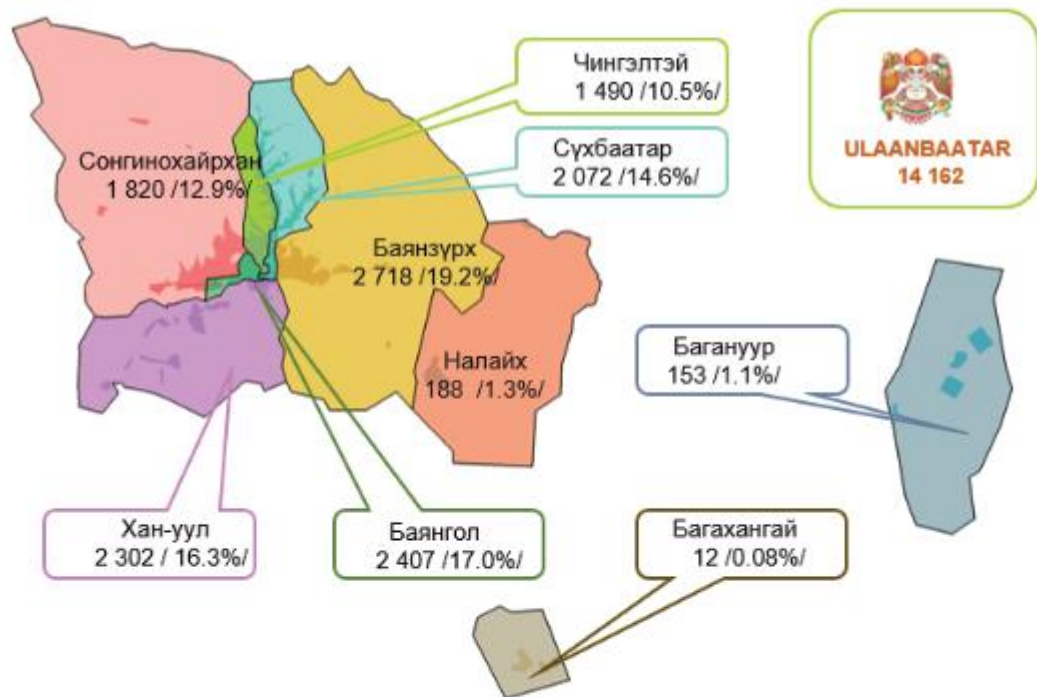 Чингэлтэй
1 490 /10.5%/
ULAANBAATAR
14 162
Сонгинохайрхан
1 820 /12.9%/
Сүхбаатар
2 072 /14.6%/
Баянзүрх
2 718 /19.2%/
Налайх
188 /1.3%/
Багануур
153 /1.1%/
Хан-уул
2 302 / 16.3%/
Баянгол
2 407 /17.0%/
Багахангай
12 /0.08%/